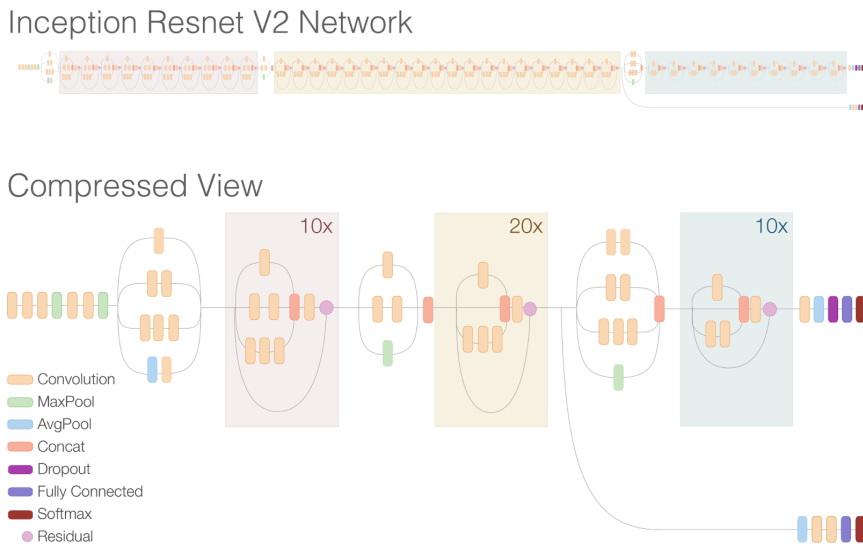 Inception Resnet V2 Network
Compressed View
10x
20x
10x
Convolution
MaxPool
AvgPool
Concat
Dropout
Fully Connected
Softmax
Residual